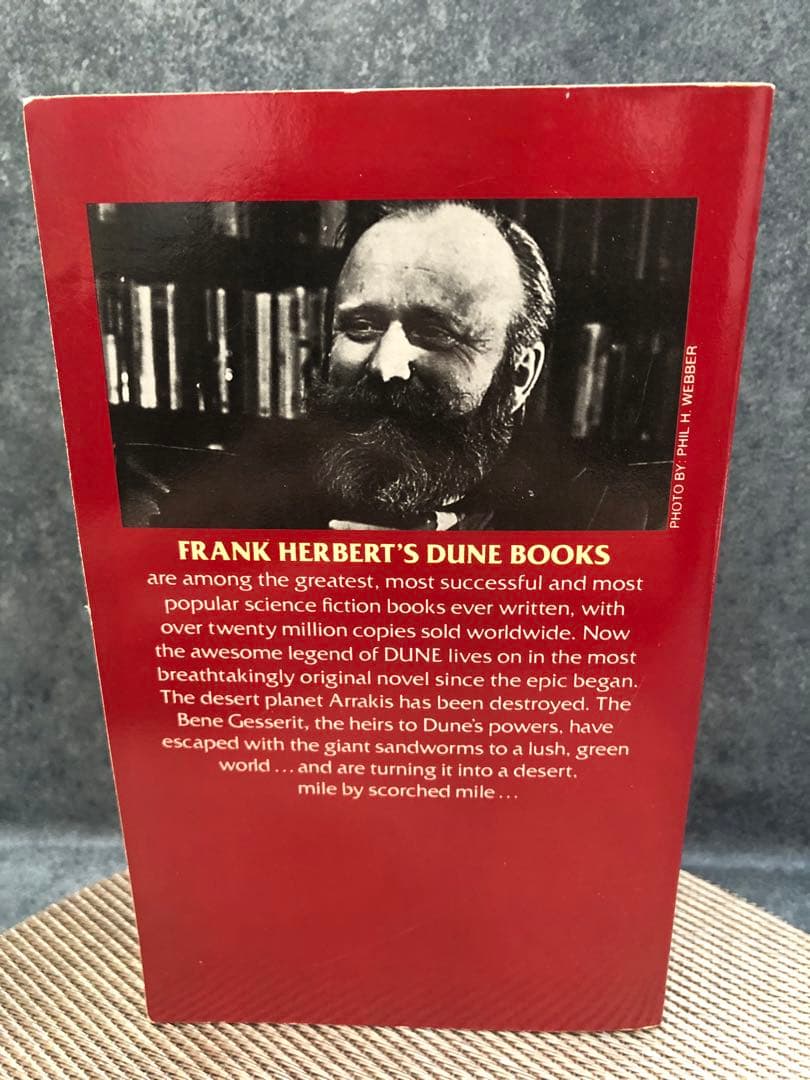 PHOTO BY: PHIL H. WEBBER
FRANK HERBERT'S DUNE BOOKS
are among the greatest, most successful and most
popular science fiction books ever written, with
over twenty million copies sold worldwide. Now
the awesome legend of DUNE lives on in the most
breathtakingly original novel since the epic began.
The desert planet Arrakis has been destroyed. The
Bene Gesserit, the heirs to Dune's powers, have
escaped with the giant sandworms to a lush, green
world...and are turning it into a desert,
mile by scorched mile...